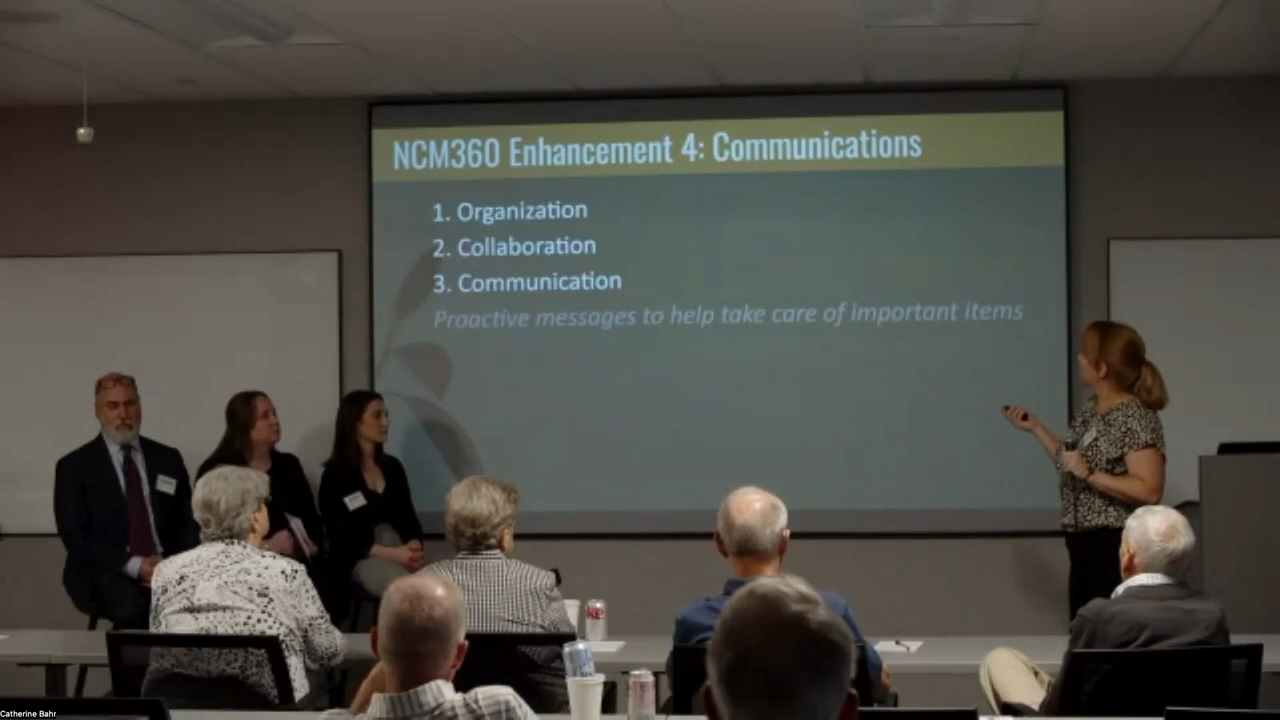 NCM360 Enhancement 4: Communications
1. Organization
2. Collaboration
3. Communication
Proactive messages to help take care of important items
Catherine Bahr